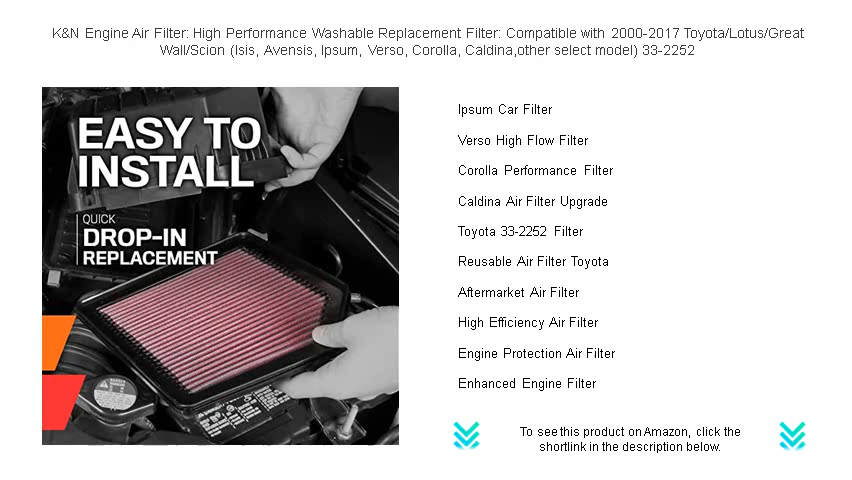 K&N Engine Air Filter: High Performance Washable Replacement Filter: Compatible with 2000-2017 Toyota/Lotus/Great
Wall/Scion (Isis, Avensis, Ipsum, Verso, Corolla, Caldina,other select model) 33-2252
EASY TO
INSTALL
QUICK
DROP-IN
REPLACEMENT
Ipsum Car Filter
Verso High Flow Filter
Corolla Performance Filter
Caldina Air Filter Upgrade
Toyota 33-2252 Filter
Reusable Air Filter Toyota
Aftermarket Air Filter
High Efficiency Air Filter
Engine Protection Air Filter
Enhanced Engine Filter
To see this product on Amazon, click the
shortlink in the description below.